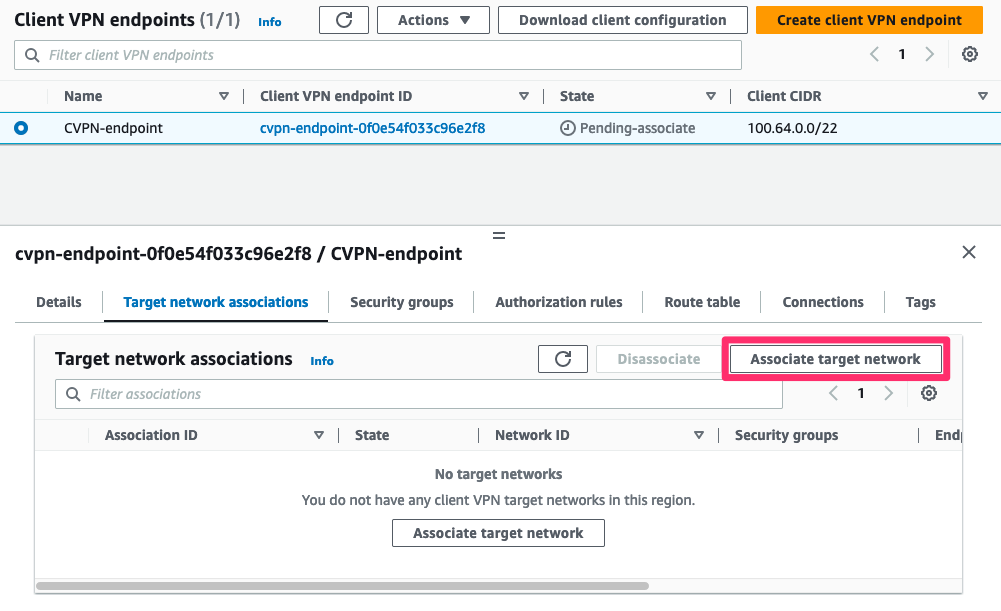 Client VPN endpoints (1/1) Info Actions Download client configuration Create client VPN endpoint
Filter client VPN endpoints 1
Name Client VPN endpoint ID State Client CIDR
CVPN-endpoint cvpn-endpoint-0f0e54f033c96e2f8 Pending-associate 100.64.0.0/22
cvpn-endpoint-0f0e54f033c96e2f8 / CVPN-endpoint
Details Target network associations Security groups Authorization rules Route table Connections Tags
Target network associations Info Disassociate Associate target network
Filter associations 1
Association ID State Network ID Security groups Endp
No target networks
You do not have any client VPN target networks in this region.
Associate target network